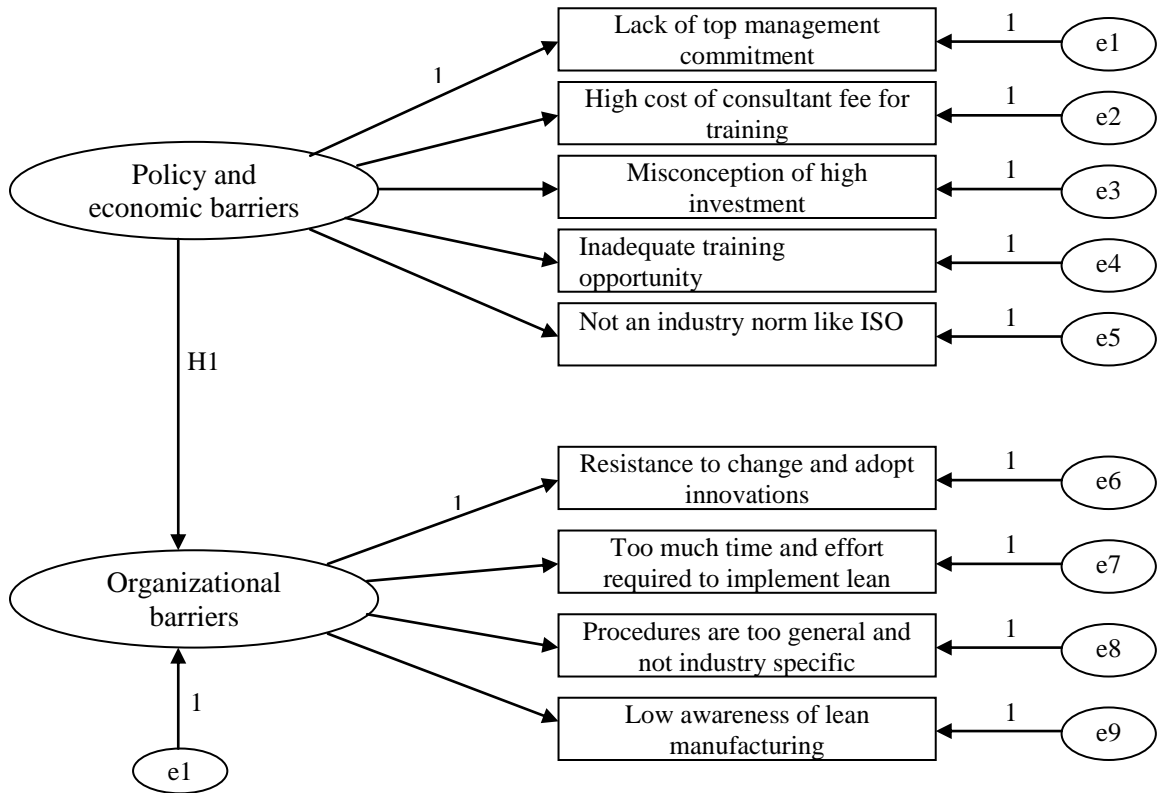 Lack of top management
commitment
1
1
e1
High cost of consultant fee for
training
1
e2
Policy and
economic barriers
Misconception of high
investment
1
e3
Inadequate training
opportunity
1
e4
Not an industry norm like ISO
1
e5
H1
Resistance to change and adopt
innovations
1
1
e6
Too much time and effort
required to implement lean
1
e7
Organizational
barriers
Procedures are too general and
not industry specific
1
e8
Low awareness of lean
manufacturing
1
e9
1
e1